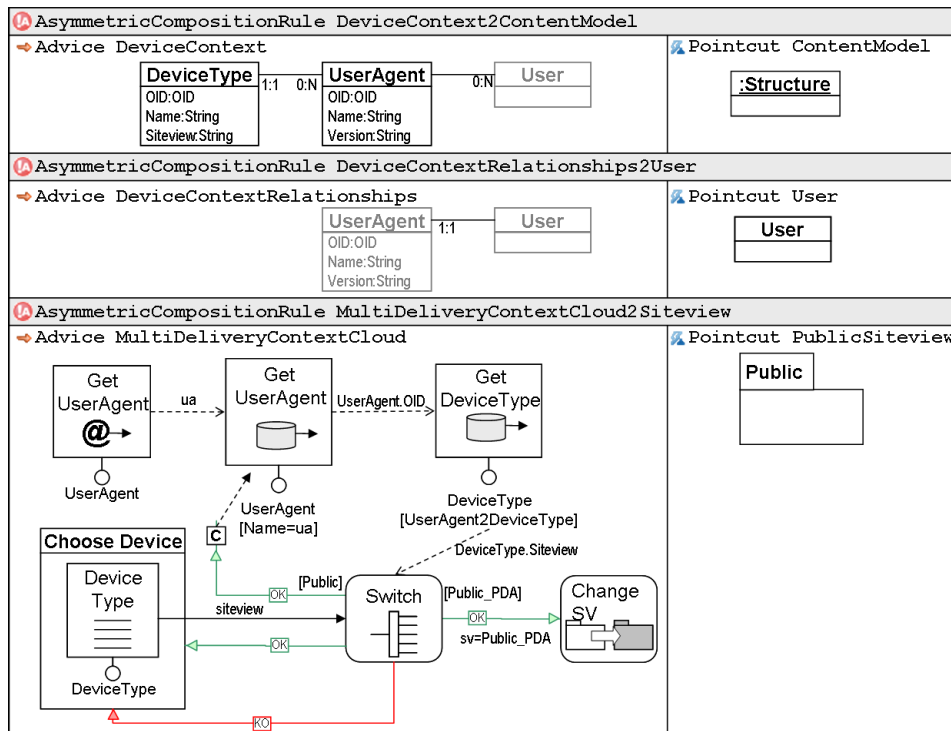 AsymmetricCompositionRule DeviceContext2ContentModel
Advice DeviceContext
Pointcut ContentModel
DeviceType
OID:OID
Name:String
Siteview:String
1:1
0:N
UserAgent
OID:OID
Name:String
Version:String
0:N
User
:Structure
AsymmetricCompositionRule DeviceContextRelationships2User
Advice DeviceContextRelationships
Pointcut User
UserAgent
OID:OID
Name:String
Version:String
1:1
User
User
AsymmetricCompositionRule MultiDeliveryContextCloud2Siteview
Advice MultiDeliveryContextCloud
Pointcut PublicSiteview
Get
UserAgent
@
UserAgent
ua
Get
UserAgent
UserAgent
[Name=ua]
UserAgent.OID
Get
DeviceType
DeviceType
[UserAgent2DeviceType]
DeviceType.Siteview
Public
C
Choose Device
Device
Type
DeviceType
[Public]
OK
siteview
OK
KO
Switch
[Public_PDA]
OK
sv=Public_PDA
Change
SV